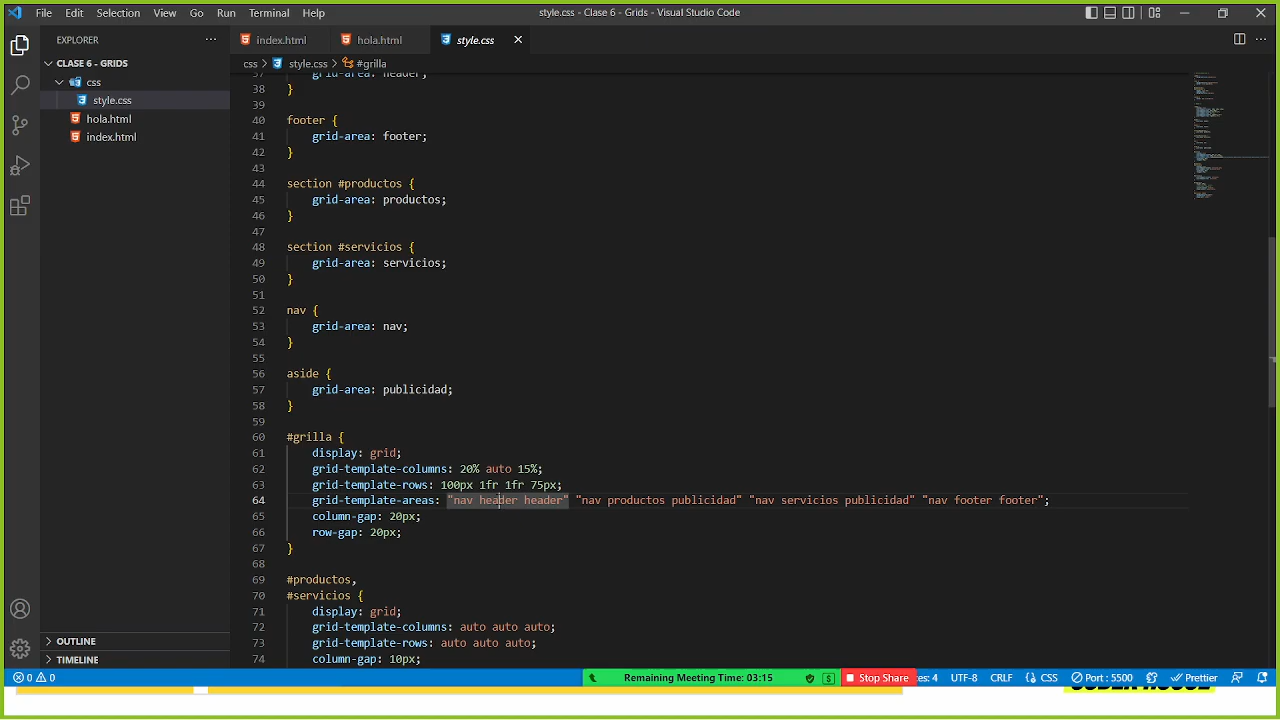 File Edit Selection View Go Run Terminal Help style.css - Clase 6 - Grids - Visual Studio Code
EXPLORER
index.html hola.html style.css
CLASE 6 - GRIDS
css > style.css > #grilla
css
style.css
hola.html
index.html
37 grid-area: header;
38 }
39
40 footer {
41 grid-area: footer;
42 }
43
44 section #productos {
45 grid-area: productos;
46 }
47
48 section #servicios {
49 grid-area: servicios;
50 }
51
52 nav {
53 grid-area: nav;
54 }
55
56 aside {
57 grid-area: publicidad;
58 }
59
60 #grilla {
61 display: grid;
62 grid-template-columns: 20% auto 15%;
63 grid-template-rows: 100px 1fr 1fr 75px;
64 grid-template-areas: "nav header header" "nav productos publicidad" "nav servicios publicidad" "nav footer footer";
65 column-gap: 20px;
66 row-gap: 20px;
67 }
68
69 #productos,
70 #servicios {
71 display: grid;
72 grid-template-columns: auto auto auto;
73 grid-template-rows: auto auto auto;
74 column-gap: 10px;
OUTLINE
TIMELINE
0 0 Remaining Meeting Time: 03:15 Stop Share es: 4 UTF-8 CRLF CSS Port : 5500 Prettier